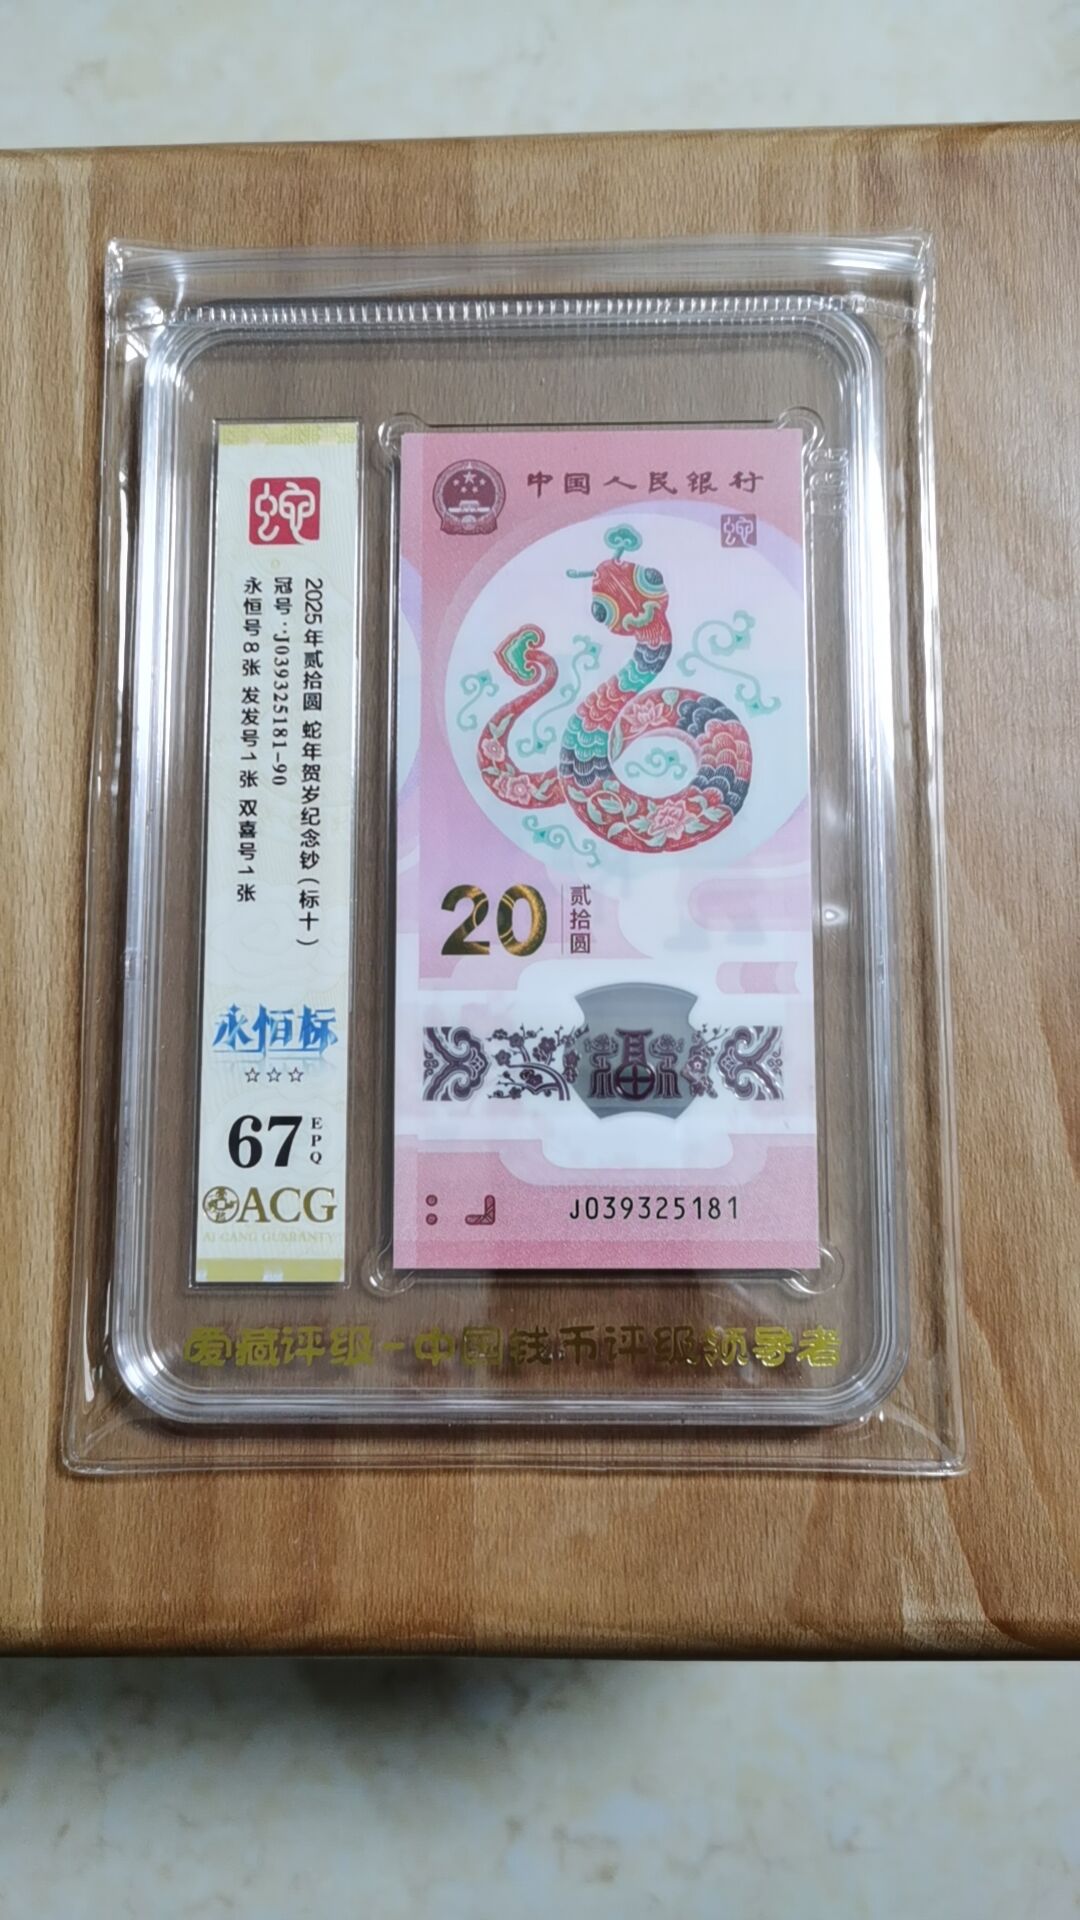 蛇
2025年贰拾圆 蛇年贺岁纪念钞（标十）
冠号：J039325181-90
永恒号8张 发发号1张 双喜号1张
永恒标
☆☆☆
67
EPQ
ACG
AI CANG GUARANTY
中国人民银行
蛇
20
贰拾圆
J039325181
爱藏评级-中国钱币评级领导者